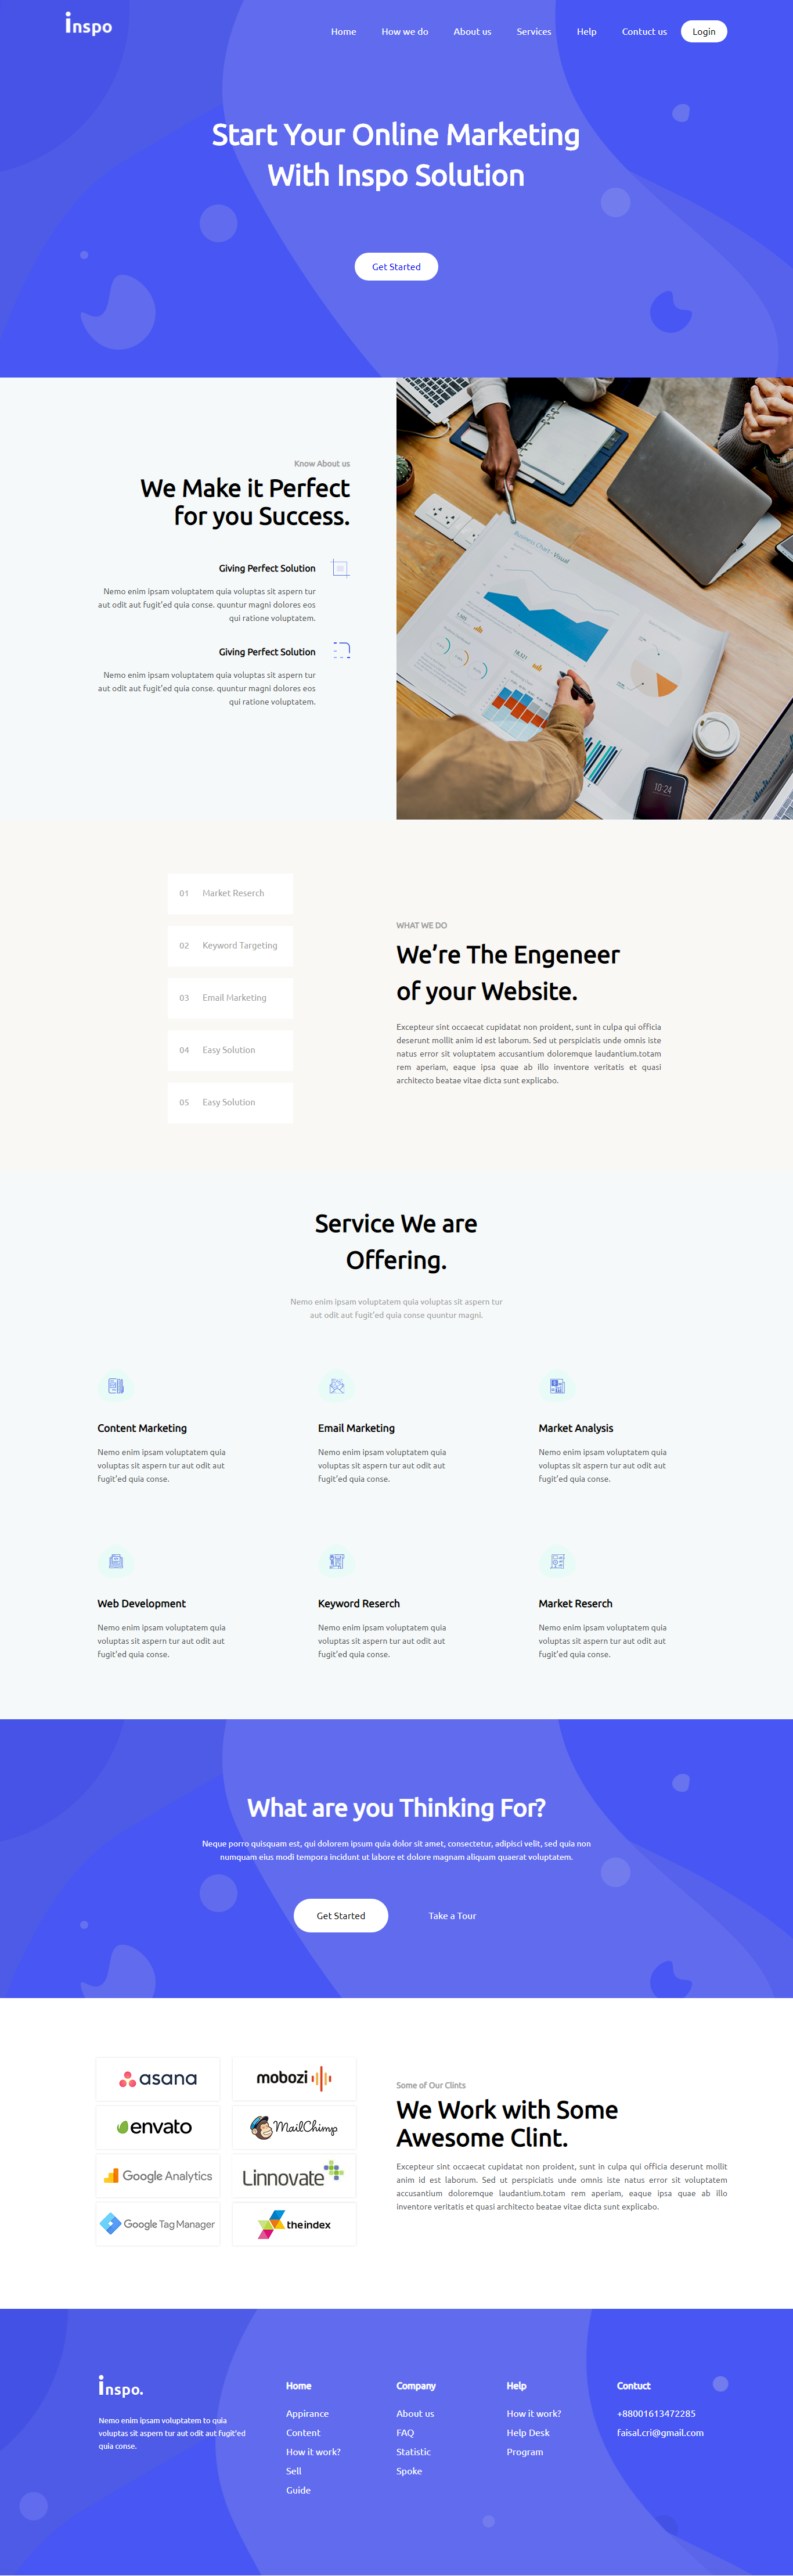 inspo
Home How we do About us Services Help Contuct us Login
Start Your Online Marketing
With Inspo Solution
Get Started
Know About us
We Make it Perfect
for you Success.
Giving Perfect Solution
Nemo enim ipsam voluptatem quia voluptas sit aspern tur
aut odit aut fugit'ed quia conse. quuntur magni dolores eos
qui ratione voluptatem.
Giving Perfect Solution
Nemo enim ipsam voluptatem quia voluptas sit aspern tur
aut odit aut fugit'ed quia conse. quuntur magni dolores eos
qui ratione voluptatem.
Business Chart - Visual
18,321
10:24
01 Market Reserch
02 Keyword Targeting
03 Email Marketing
04 Easy Solution
05 Easy Solution
WHAT WE DO
We're The Engeneer
of your Website.
Excepteur sint occaecat cupidatat non proident, sunt in culpa qui officia
deserunt mollit anim id est laborum. Sed ut perspiciatis unde omnis iste
natus error sit voluptatem accusantium doloremque laudantium.totam
rem aperiam, eaque ipsa quae ab illo inventore veritatis et quasi
architecto beatae vitae dicta sunt explicabo.
Service We are
Offering.
Nemo enim ipsam voluptatem quia voluptas sit aspern tur
aut odit aut fugit'ed quia conse quuntur magni.
Content Marketing
Nemo enim ipsam voluptatem quia
voluptas sit aspern tur aut odit aut
fugit'ed quia conse.
Email Marketing
Nemo enim ipsam voluptatem quia
voluptas sit aspern tur aut odit aut
fugit'ed quia conse.
Market Analysis
Nemo enim ipsam voluptatem quia
voluptas sit aspern tur aut odit aut
fugit'ed quia conse.
Web Development
Nemo enim ipsam voluptatem quia
voluptas sit aspern tur aut odit aut
fugit'ed quia conse.
Keyword Reserch
Nemo enim ipsam voluptatem quia
voluptas sit aspern tur aut odit aut
fugit'ed quia conse.
Market Reserch
Nemo enim ipsam voluptatem quia
voluptas sit aspern tur aut odit aut
fugit'ed quia conse.
What are you Thinking For?
Neque porro quisquam est, qui dolorem ipsum quia dolor sit amet, consectetur, adipisci velit, sed quia non
numquam eius modi tempora incidunt ut labore et dolore magnam aliquam quaerat voluptatem.
Get Started Take a Tour
asana
mobozi
envato
MailChimp
Google Analytics
Linnovate
Google Tag Manager
theindex
Some of Our Clints
We Work with Some
Awesome Clint.
Excepteur sint occaecat cupidatat non proident, sunt in culpa qui officia deserunt mollit
anim id est laborum. Sed ut perspiciatis unde omnis iste natus error sit voluptatem
accusantium doloremque laudantium.totam rem aperiam, eaque ipsa quae ab illo
inventore veritatis et quasi architecto beatae vitae dicta sunt explicabo.
inspo.
Nemo enim ipsam voluptatem to quia
voluptas sit aspern tur aut odit aut fugit'ed
quia conse.
Home
Appirance
Content
How it work?
Sell
Guide
Company
About us
FAQ
Statistic
Spoke
Help
How it work?
Help Desk
Program
Contuct
+88001613472285
faisal.cri@gmail.com